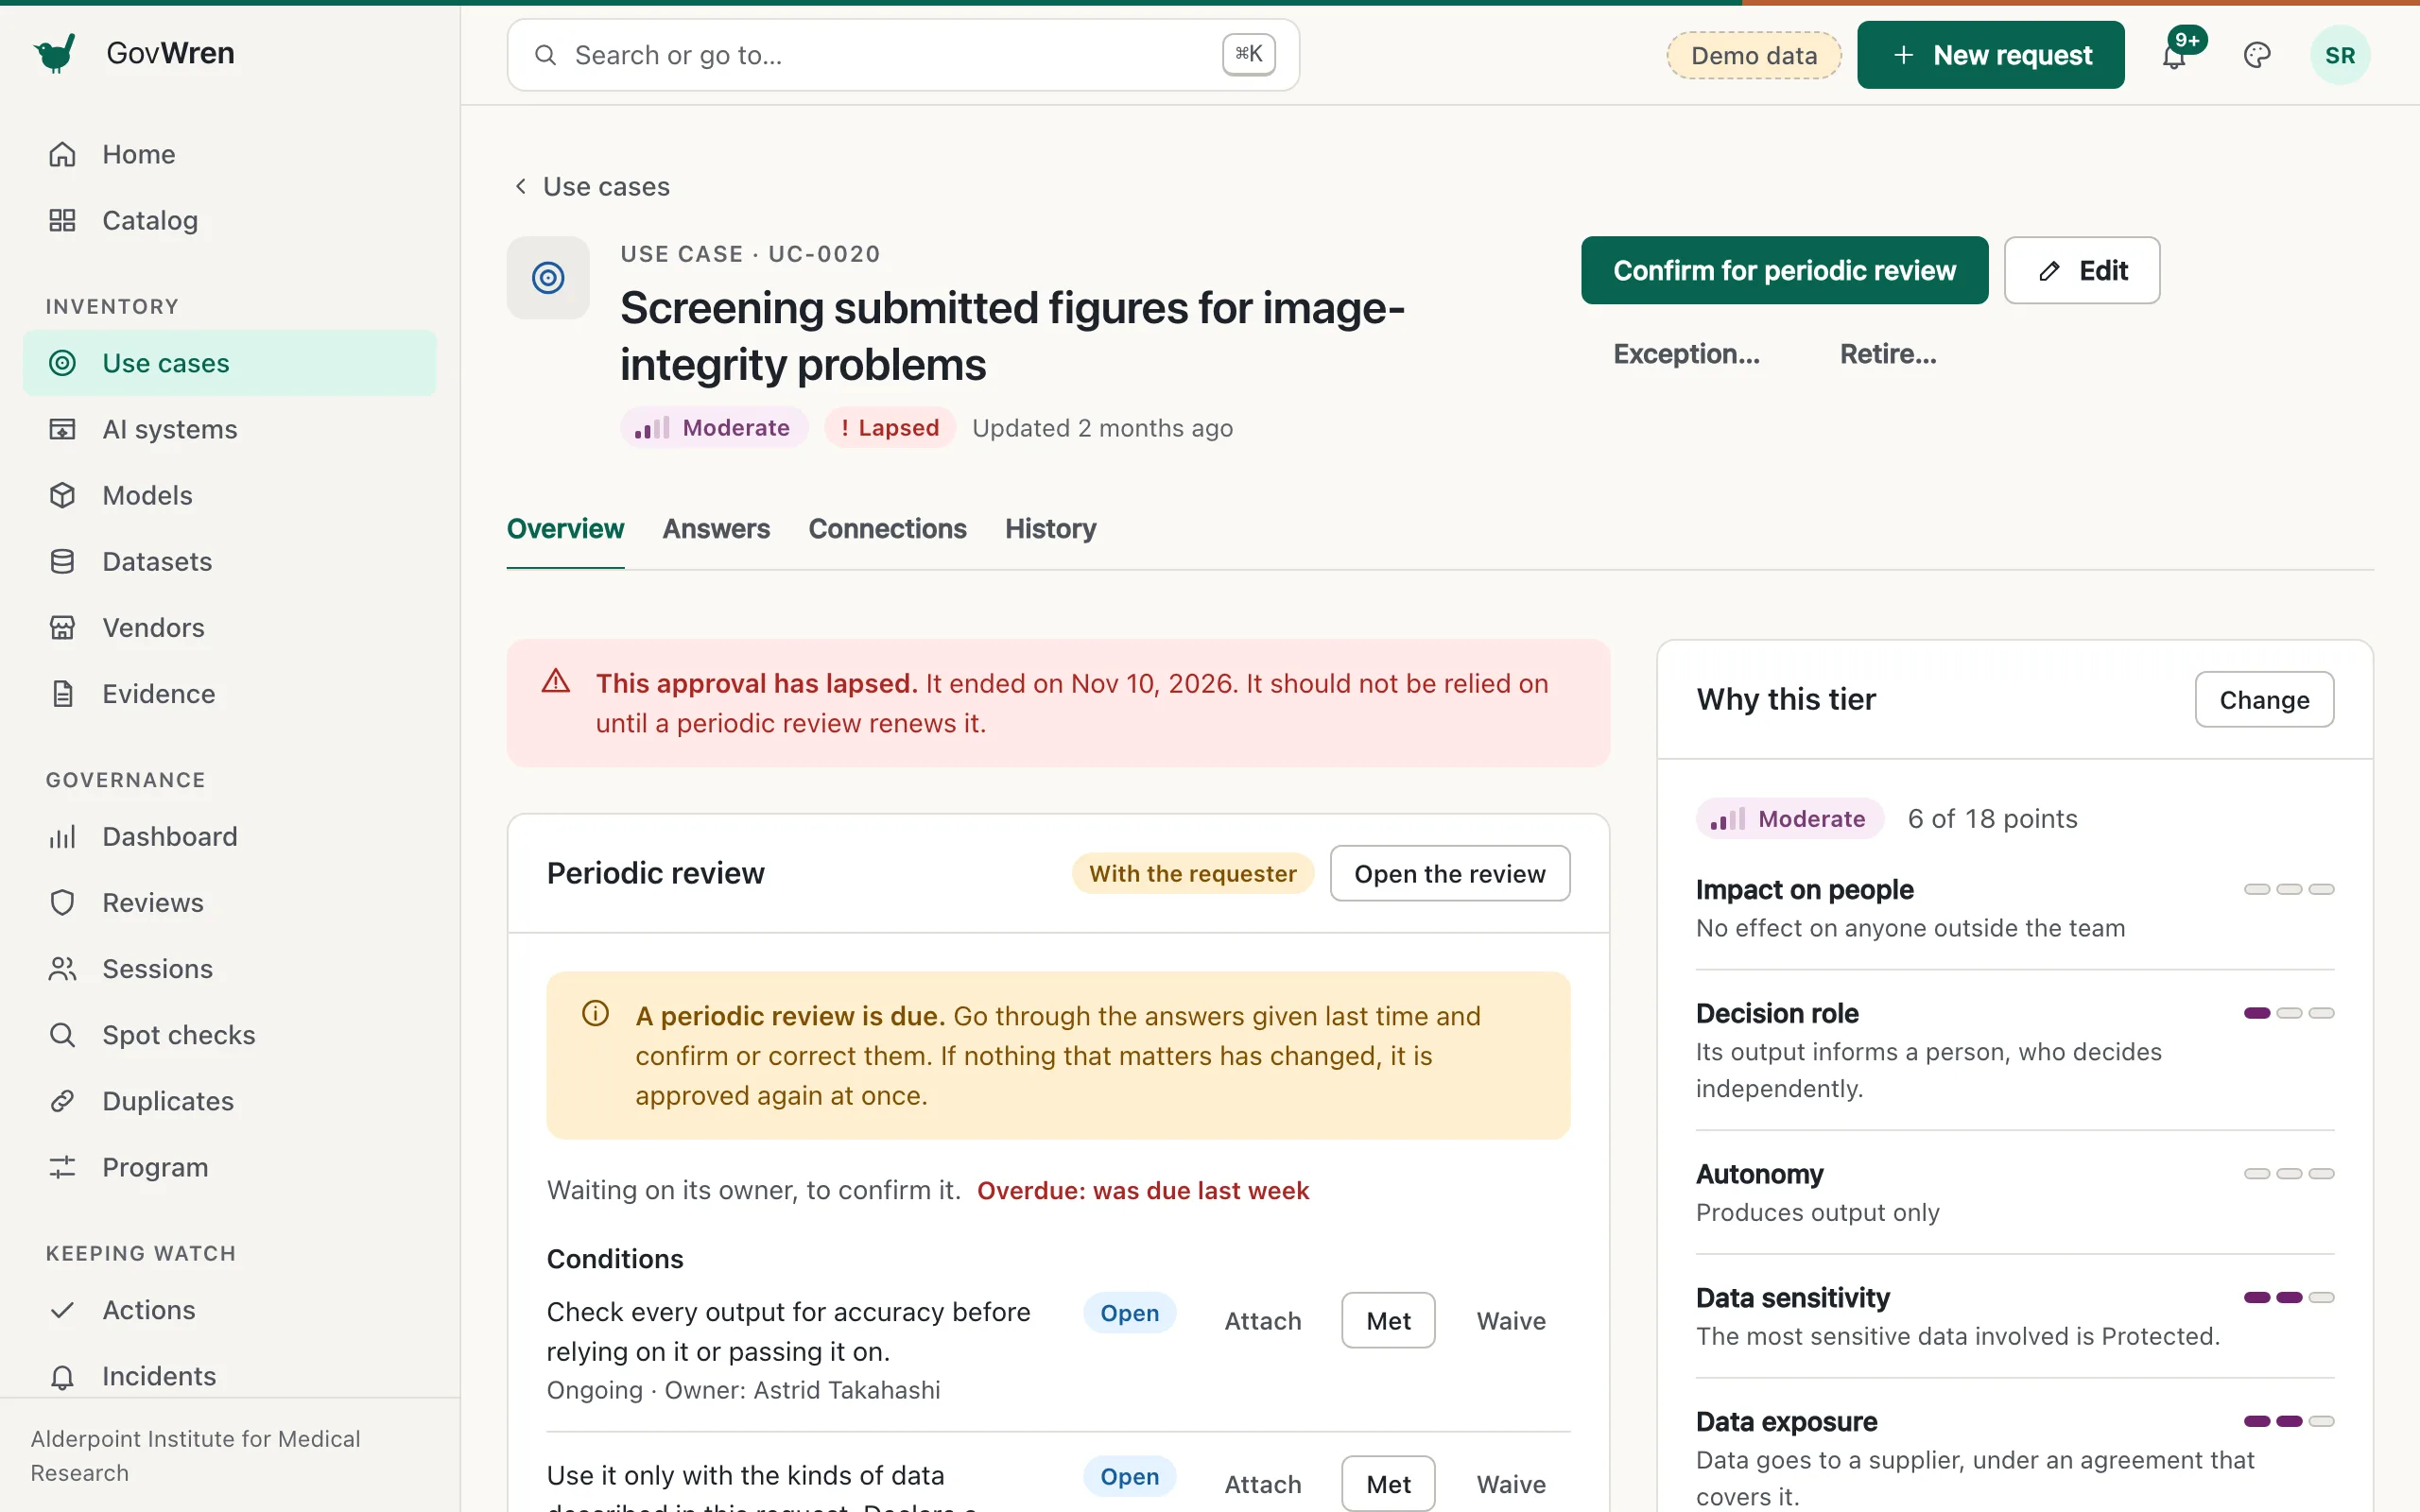 GovWren
Search or go to...
⌘K
Demo data
New request
9+
SR
Home
Catalog
INVENTORY
Use cases
AI systems
Models
Datasets
Vendors
Evidence
GOVERNANCE
Dashboard
Reviews
Sessions
Spot checks
Duplicates
Program
KEEPING WATCH
Actions
Incidents
Alderpoint Institute for Medical
Research
Use cases
USE CASE · UC-0020
Screening submitted figures for image-
integrity problems
Moderate
! Lapsed
Updated 2 months ago
Confirm for periodic review
Edit
Exception...
Retire...
Overview
Answers
Connections
History
This approval has lapsed. It ended on Nov 10, 2026. It should not be relied on
until a periodic review renews it.
Periodic review
With the requester
Open the review
A periodic review is due. Go through the answers given last time and
confirm or correct them. If nothing that matters has changed, it is
approved again at once.
Waiting on its owner, to confirm it. Overdue: was due last week
Conditions
Check every output for accuracy before
relying on it or passing it on.
Ongoing · Owner: Astrid Takahashi
Open
Attach
Met
Waive
Use it only with the kinds of data
described in this request. Declare a
Open
Attach
Met
Waive
Why this tier
Change
Moderate
6 of 18 points
Impact on people
No effect on anyone outside the team
Decision role
Its output informs a person, who decides
independently.
Autonomy
Produces output only
Data sensitivity
The most sensitive data involved is Protected.
Data exposure
Data goes to a supplier, under an agreement that
covers it.